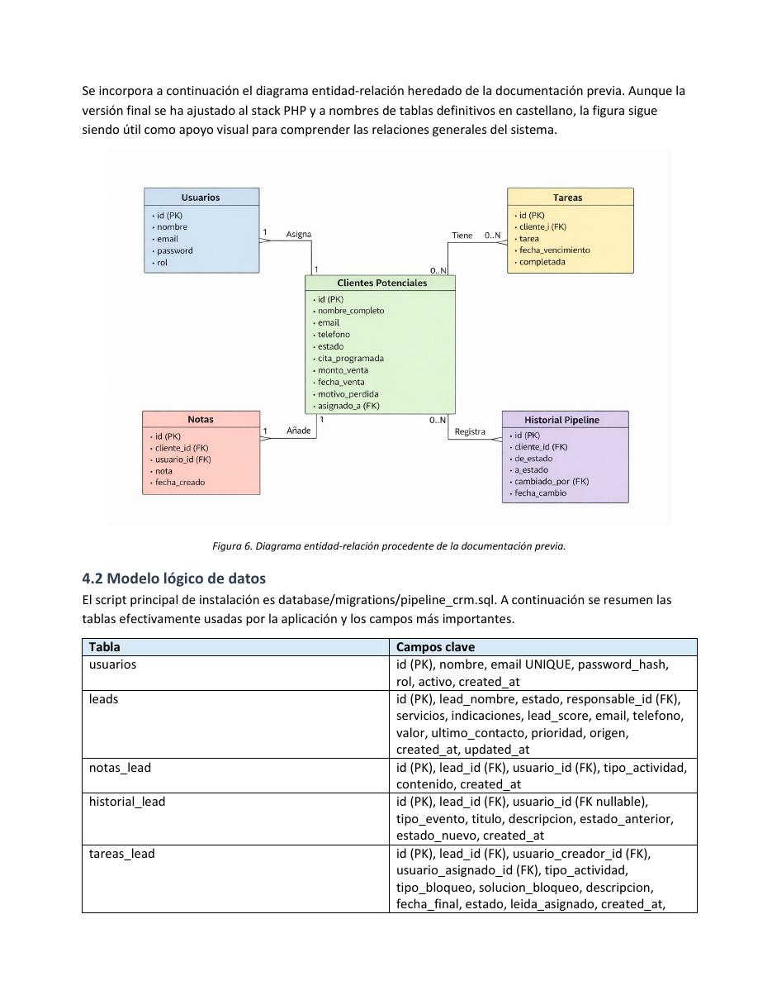 Se incorpora a continuación el diagrama entidad-relación heredado de la documentación previa. Aunque la
versión final se ha ajustado al stack PHP y a nombres de tablas definitivos en castellano, la figura sigue
siendo útil como apoyo visual para comprender las relaciones generales del sistema.
Usuarios
• id (PK)
• nombre
• email
• password
• rol
1 Asigna
1
Tareas
• id (PK)
• cliente_i (FK)
• tarea
• fecha_vencimiento
• completada
Tiene 0..N
0..N
Clientes Potenciales
• id (PK)
• nombre_completo
• email
• telefono
• estado
• cita_programada
• monto_venta
• fecha_venta
• motivo_perdida
• asignado_a (FK)
Notas
• id (PK)
• cliente_id (FK)
• usuario_id (FK)
• nota
• fecha_creado
1 Añade
1
0..N
Registra
Historial Pipeline
• id (PK)
• cliente_id (FK)
• de_estado
• a_estado
• cambiado_por (FK)
• fecha_cambio
Figura 6. Diagrama entidad-relación procedente de la documentación previa.
4.2 Modelo lógico de datos
El script principal de instalación es database/migrations/pipeline_crm.sql. A continuación se resumen las
tablas efectivamente usadas por la aplicación y los campos más importantes.
Tabla Campos clave
usuarios id (PK), nombre, email UNIQUE, password_hash,
rol, activo, created_at
leads id (PK), lead_nombre, estado, responsable_id (FK),
servicios, indicaciones, lead_score, email, telefono,
valor, ultimo_contacto, prioridad, origen,
created_at, updated_at
notas_lead id (PK), lead_id (FK), usuario_id (FK), tipo_actividad,
contenido, created_at
historial_lead id (PK), lead_id (FK), usuario_id (FK nullable),
tipo_evento, titulo, descripcion, estado_anterior,
estado_nuevo, created_at
tareas_lead id (PK), lead_id (FK), usuario_creador_id (FK),
usuario_asignado_id (FK), tipo_actividad,
tipo_bloqueo, solucion_bloqueo, descripcion,
fecha_final, estado, leida_asignado, created_at,